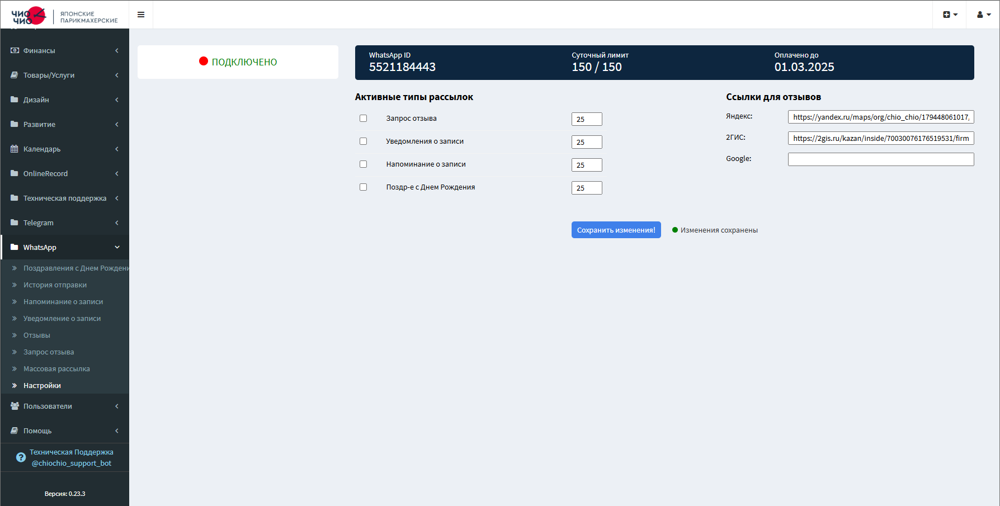 ЧИО ЧИО
ЯПОНСКИЕ
ПАРИКМАХЕРСКИЕ
Финансы
Товары/Услуги
Дизайн
Развитие
Календарь
OnlineRecord
Техническая поддержка
Telegram
WhatsApp
Поздравления с Днем Рождени
История отправки
Напоминание о записи
Уведомление о записи
Отзывы
Запрос отзыва
Массовая рассылка
Настройки
Пользователи
Помощь
Техническая Поддержка
@chiochio_support_bot
Версия: 0.23.3
ПОДКЛЮЧЕНО
WhatsApp ID
5521184443
Суточный лимит
150 / 150
Оплачено до
01.03.2025
Активные типы рассылок
Запрос отзыва 25
Уведомления о записи 25
Напоминание о записи 25
Поздр-е с Днем Рождения 25
Сохранить изменения!
Изменения сохранены
Ссылки для отзывов
Яндекс: https://yandex.ru/maps/org/chio_chio/179448061017,
2ГИС: https://2gis.ru/kazan/inside/70030076176519531/firm
Google: